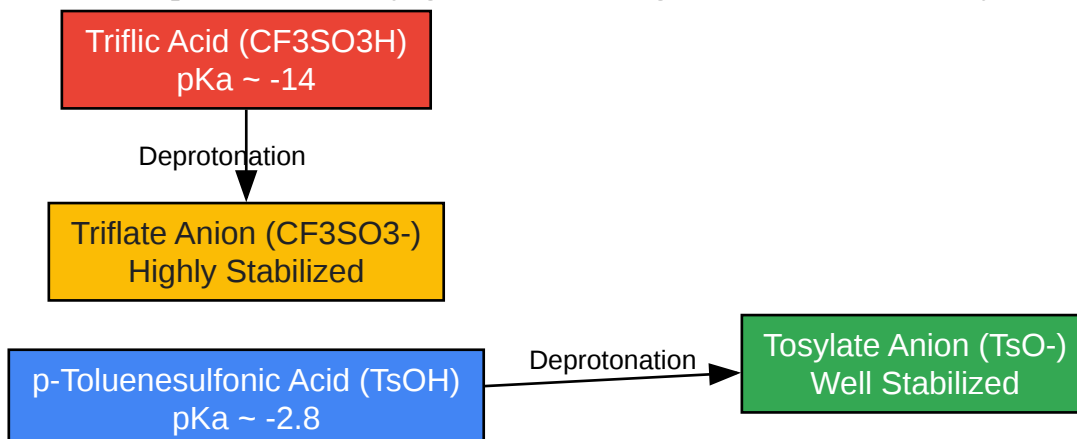 Triflic Acid (CF3SO3H)
pKa ~ -14
Deprotonation
Triflate Anion (CF3SO3-)
Highly Stabilized
p-Toluenesulfonic Acid (TsOH)
pKa ~ -2.8
Deprotonation
Tosylate Anion (TsO-)
Well Stabilized